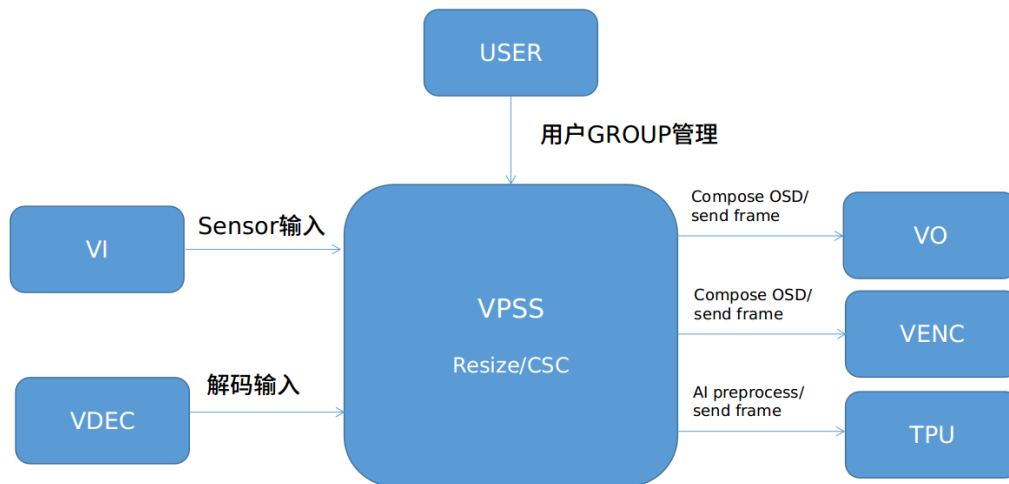 USER
用户GROUP管理
VI
Sensor输入
VDEC
解码输入
VPSS
Resize/CSC
Compose OSD/
send frame
VO
Compose OSD/
send frame
VENC
AI preprocess/
send frame
TPU